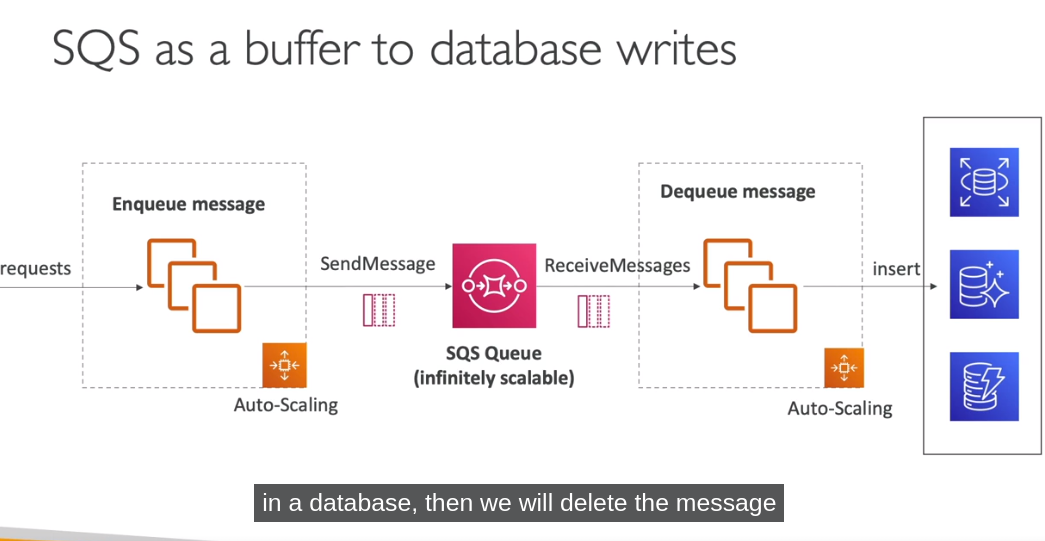 SQS as a buffer to database writes
Enqueue message
Dequeue message
requests
SendMessage
ReceiveMessages
insert
SQS Queue
(infinitely scalable)
Auto-Scaling
Auto-Scaling
in a database, then we will delete the message